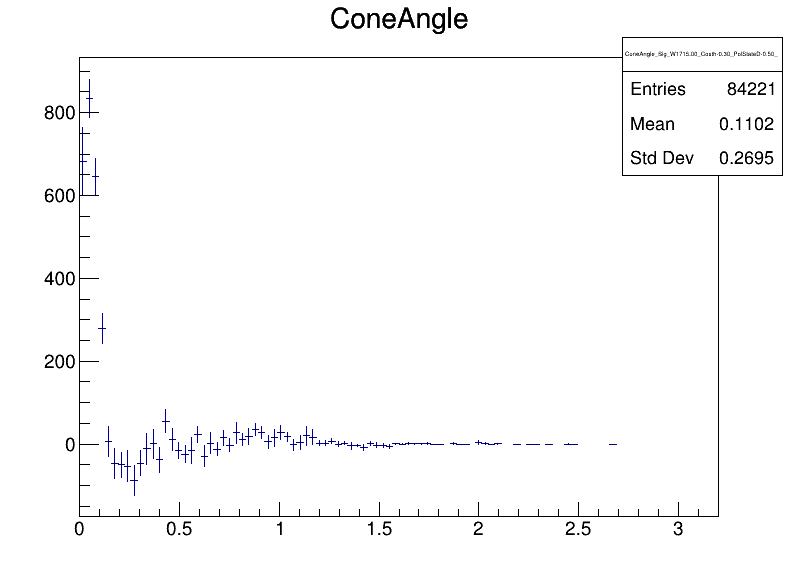 ConeAngle
ConeAngle_Sig_W1715.00_Costh-0.30_PolStateD-0.50_
Entries 84221
Mean 0.1102
Std Dev 0.2695
800
600
400
200
0
0 0.5 1 1.5 2 2.5 3